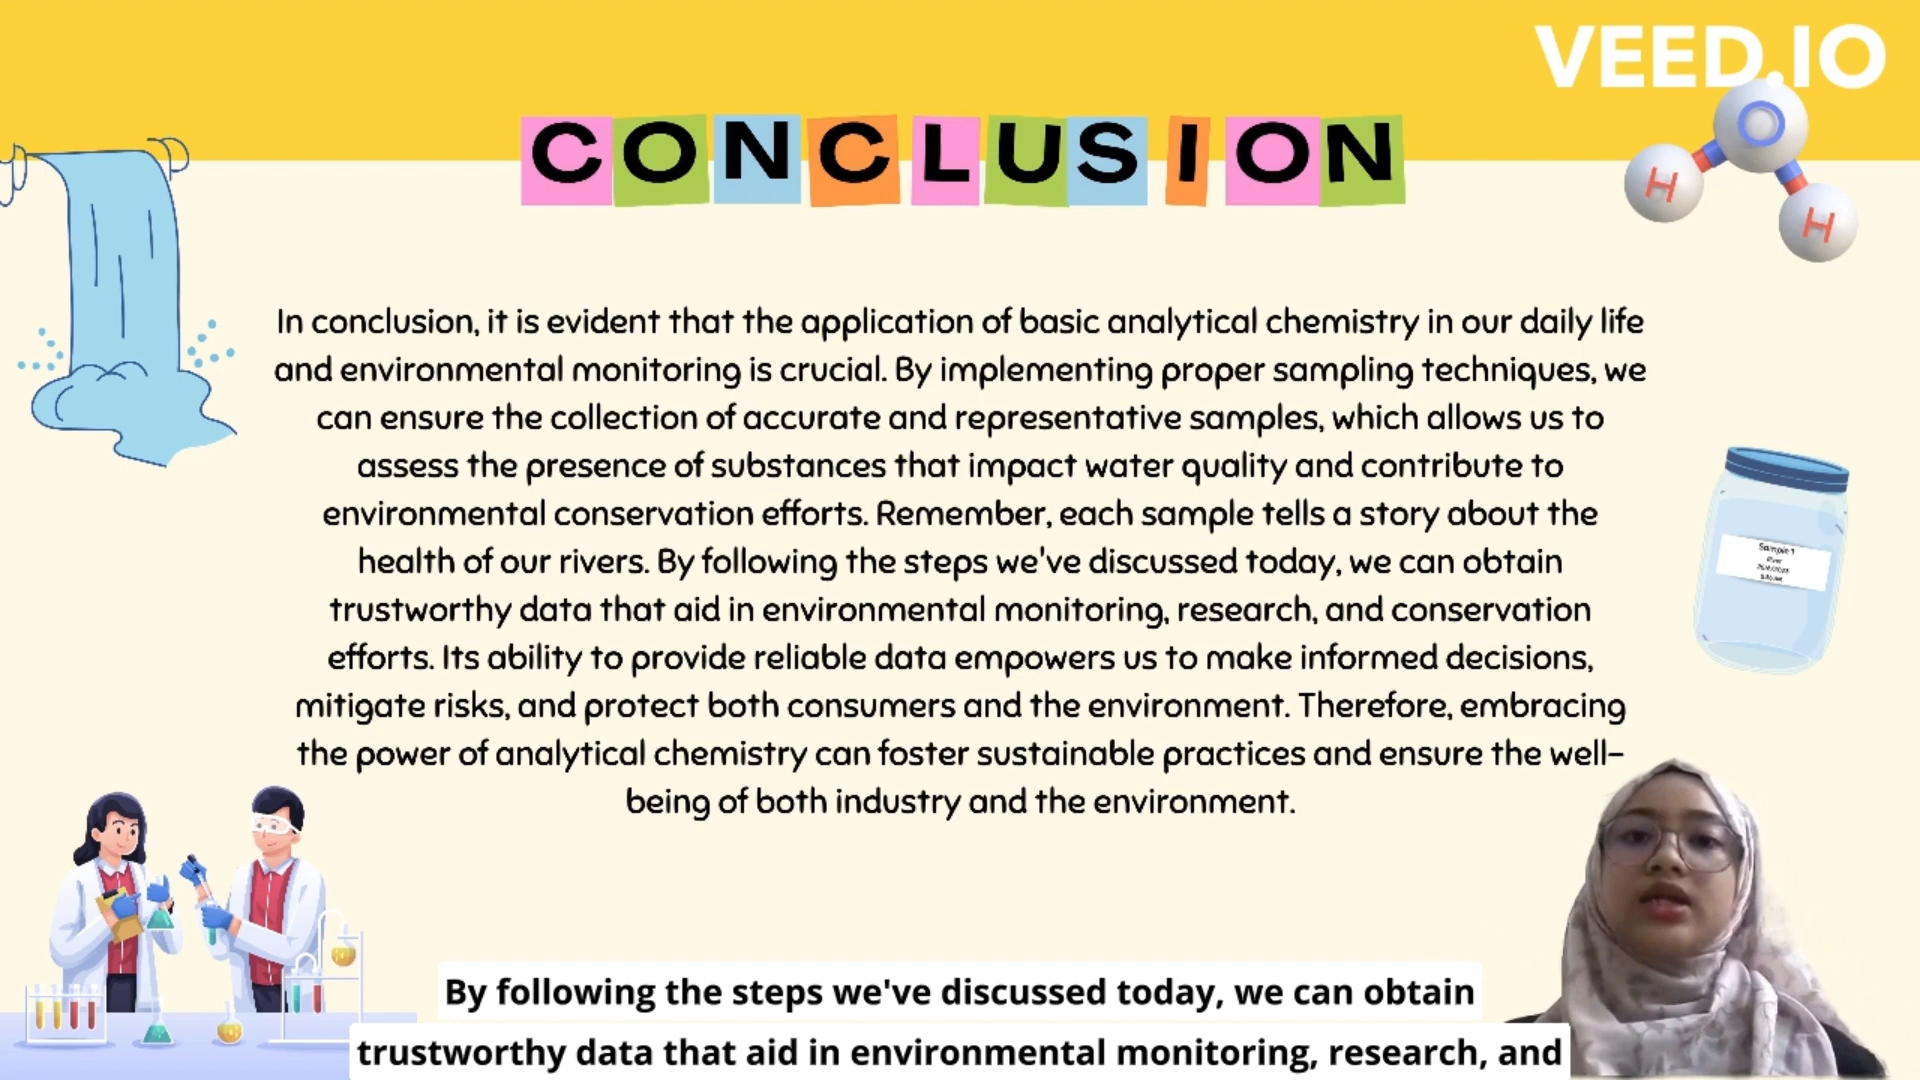 VEED.IO
CONCLUSION
O
H
H
In conclusion, it is evident that the application of basic analytical chemistry in our daily life
and environmental monitoring is crucial. By implementing proper sampling techniques, we
can ensure the collection of accurate and representative samples, which allows us to
assess the presence of substances that impact water quality and contribute to
environmental conservation efforts. Remember, each sample tells a story about the
health of our rivers. By following the steps we've discussed today, we can obtain
trustworthy data that aid in environmental monitoring, research, and conservation
efforts. Its ability to provide reliable data empowers us to make informed decisions,
mitigate risks, and protect both consumers and the environment. Therefore, embracing
the power of analytical chemistry can foster sustainable practices and ensure the well-
being of both industry and the environment.
Sample 1
By following the steps we've discussed today, we can obtain
trustworthy data that aid in environmental monitoring, research, and